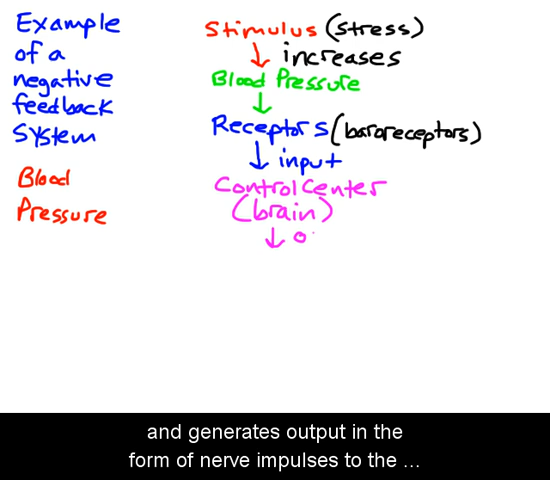 Example
of a
negative
feedback
System
Blood
Pressure
Stimulus (stress)
increases
Blood Pressure
Receptors (baroreceptors)
input
Control Center
(brain)
o
and generates output in the
form of nerve impulses to the ...